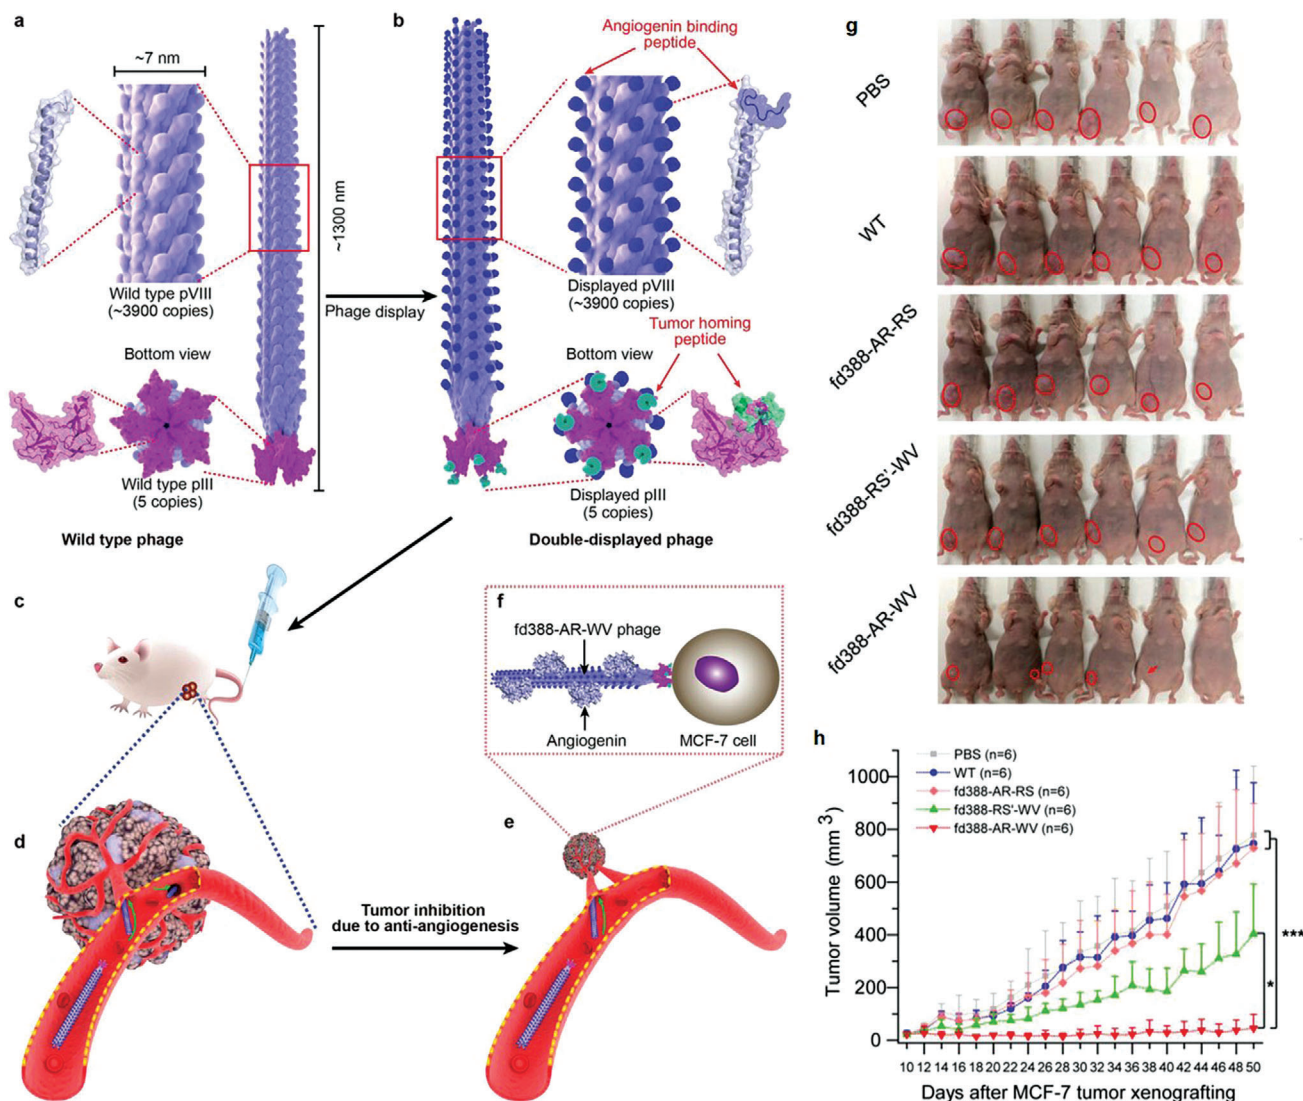 a
~7 nm
~1300 nm
Wild type pVIII
(~3900 copies)
Bottom view
Wild type pIII
(5 copies)
Wild type phage
Phage display
b
Angiogenin binding
peptide
Displayed pVIII
(~3900 copies)
Tumor homing
peptide
Bottom view
Displayed pIII
(5 copies)
Double-displayed phage
c
d
Tumor inhibition
due to anti-angiogenesis
e
f
fd388-AR-WV phage
Angiogenin
MCF-7 cell
g
PBS
WT
fd388-AR-RS
fd388-RS'-WV
fd388-AR-WV
h
PBS (n=6)
WT (n=6)
fd388-AR-RS (n=6)
fd388-RS'-WV (n=6)
fd388-AR-WV (n=6)
Tumor volume (mm³)
1000
800
600
400
200
0
***
*
10 12 14 16 18 20 22 24 26 28 30 32 34 36 38 40 42 44 46 48 50
Days after MCF-7 tumor xenografting